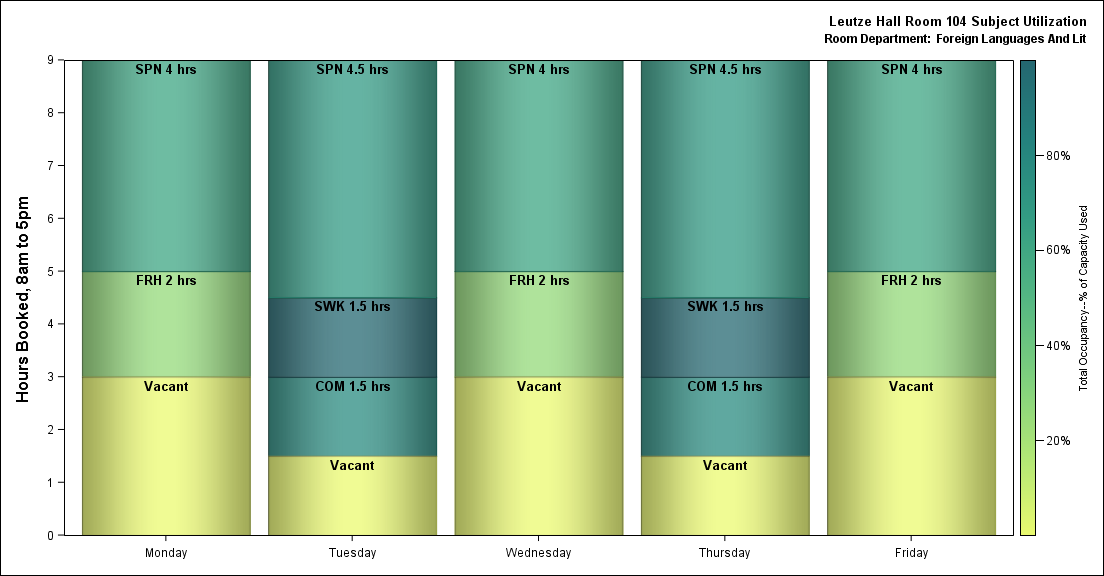 Leutze Hall Room 104 Subject Utilization
Room Department: Foreign Languages And Lit
Hours Booked, 8am to 5pm
9
8
7
6
5
4
3
2
1
0
SPN 4 hrs
FRH 2 hrs
Vacant
Monday
SPN 4.5 hrs
SWK 1.5 hrs
COM 1.5 hrs
Vacant
Tuesday
SPN 4 hrs
FRH 2 hrs
Vacant
Wednesday
SPN 4.5 hrs
SWK 1.5 hrs
COM 1.5 hrs
Vacant
Thursday
SPN 4 hrs
FRH 2 hrs
Vacant
Friday
80%
60%
40%
20%
Total Occupancy--% of Capacity Used